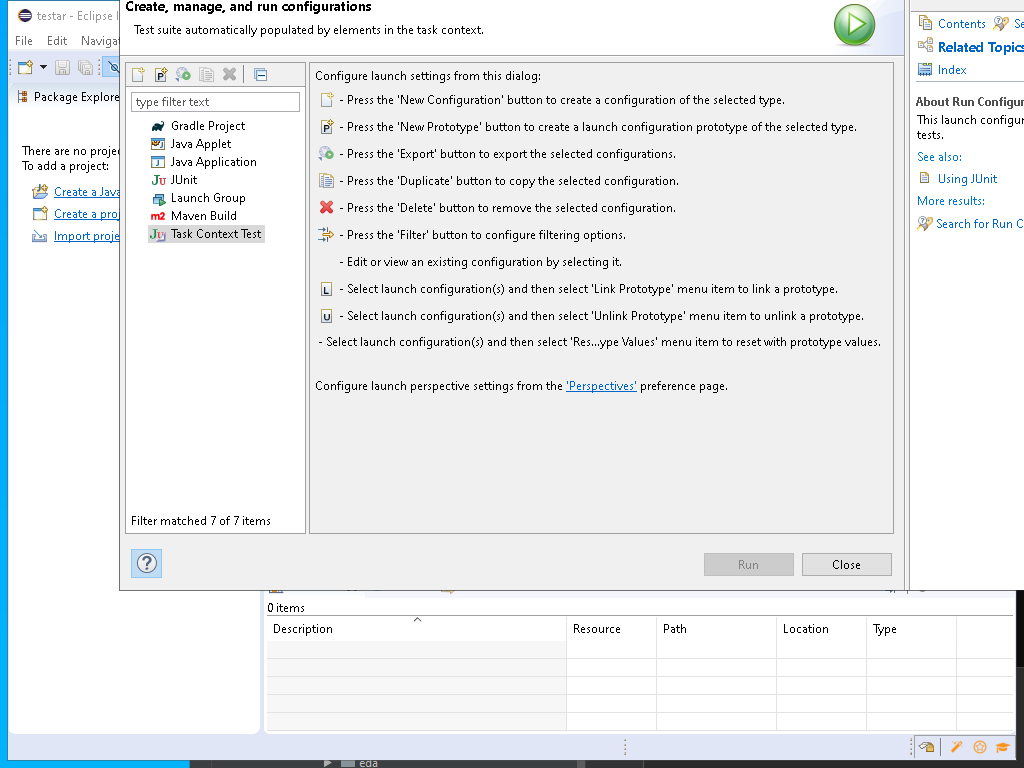 testar - Eclipse I
File Edit Navigat
Package Explore
There are no projec
To add a project:
Create a Java
Create a proj
Import proje
Create, manage, and run configurations
Test suite automatically populated by elements in the task context.
type filter text
Gradle Project
Java Applet
Java Application
JUnit
Launch Group
Maven Build
Task Context Test
Filter matched 7 of 7 items
Configure launch settings from this dialog:
- Press the 'New Configuration' button to create a configuration of the selected type.
- Press the 'New Prototype' button to create a launch configuration prototype of the selected type.
- Press the 'Export' button to export the selected configurations.
- Press the 'Duplicate' button to copy the selected configuration.
- Press the 'Delete' button to remove the selected configuration.
- Press the 'Filter' button to configure filtering options.
- Edit or view an existing configuration by selecting it.
- Select launch configuration(s) and then select 'Link Prototype' menu item to link a prototype.
- Select launch configuration(s) and then select 'Unlink Prototype' menu item to unlink a prototype.
- Select launch configuration(s) and then select 'Res...ype Values' menu item to reset with prototype values.
Configure launch perspective settings from the 'Perspectives' preference page.
Run Close
Contents Se
Related Topics
Index
About Run Configur
This launch configur
tests.
See also:
Using JUnit
More results:
Search for Run C
0 items
Description Resource Path Location Type
eda